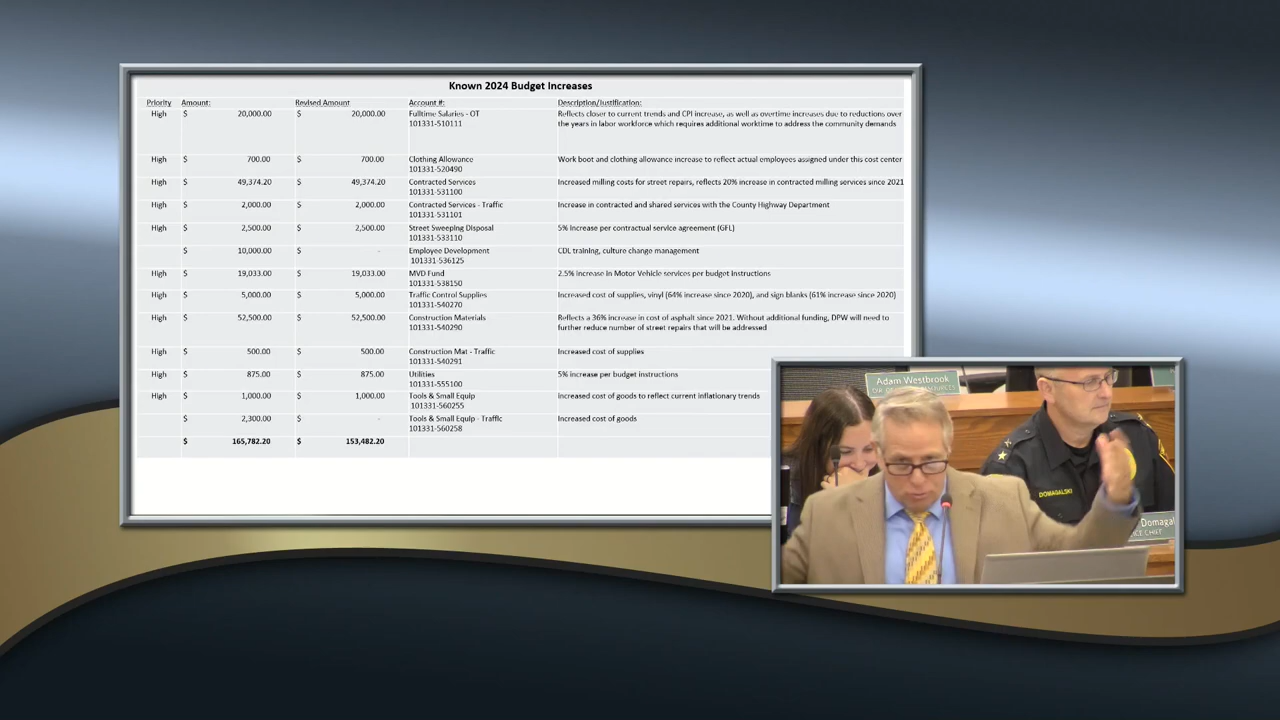 Known 2024 Budget Increases
Priority Amount: Revised Amount Account #: Description/Justification:
High $ 20,000.00 $ 20,000.00 Fulltime Salaries - OT Reflects closer to current trends and CPI increase, as well as overtime increases due to reductions over
101331-510111 the years in labor workforce which requires additional worktime to address the community demands
High $ 700.00 $ 700.00 Clothing Allowance Work boot and clothing allowance increase to reflect actual employees assigned under this cost center
101331-520490
High $ 49,374.20 $ 49,374.20 Contracted Services Increased milling costs for street repairs, reflects 20% increase in contracted milling services since 2021
101331-531100
High $ 2,000.00 $ 2,000.00 Contracted Services - Traffic Increase in contracted and shared services with the County Highway Department
101331-531101
High $ 2,500.00 $ 2,500.00 Street Sweeping Disposal 5% increase per contractual service agreement (GFL)
101331-533110
High $ 10,000.00 $ - Employee Development CDL training, culture change management
101331-536125
High $ 19,033.00 $ 19,033.00 MVD Fund 2.5% increase in Motor Vehicle services per budget instructions
101331-538150
High $ 5,000.00 $ 5,000.00 Traffic Control Supplies Increased cost of supplies, vinyl (64% increase since 2020), and sign blanks (61% increase since 2020)
101331-540270
High $ 52,500.00 $ 52,500.00 Construction Materials Reflects a 36% increase in cost of asphalt since 2021. Without additional funding, DPW will need to
101331-540290 further reduce number of street repairs that will be addressed
High $ 500.00 $ 500.00 Construction Mat - Traffic Increased cost of supplies
101331-540291
High $ 875.00 $ 875.00 Utilities 5% increase per budget instructions
101331-555100
High $ 1,000.00 $ 1,000.00 Tools & Small Equip Increased cost of goods to reflect current inflationary trends
101331-560255
$ 2,300.00 $ - Tools & Small Equip - Traffic Increased cost of goods
101331-560258
$ 165,782.20 $ 153,482.20
Adam Westbrook
DOMAGALSKI
Domagal
CHIEF